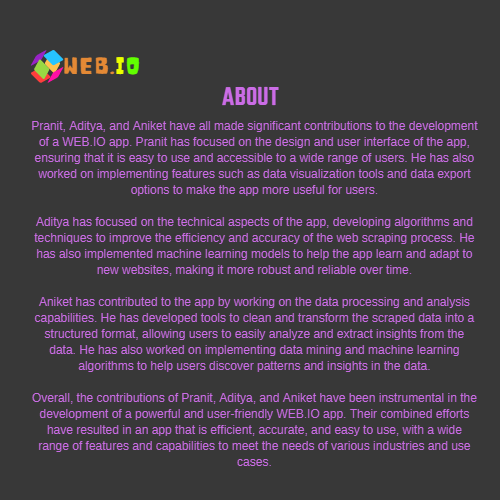 WEB.IO
ABOUT
Pranit, Aditya, and Aniket have all made significant contributions to the development
of a WEB.IO app. Pranit has focused on the design and user interface of the app,
ensuring that it is easy to use and accessible to a wide range of users. He has also
worked on implementing features such as data visualization tools and data export
options to make the app more useful for users.
Aditya has focused on the technical aspects of the app, developing algorithms and
techniques to improve the efficiency and accuracy of the web scraping process. He
has also implemented machine learning models to help the app learn and adapt to
new websites, making it more robust and reliable over time.
Aniket has contributed to the app by working on the data processing and analysis
capabilities. He has developed tools to clean and transform the scraped data into a
structured format, allowing users to easily analyze and extract insights from the
data. He has also worked on implementing data mining and machine learning
algorithms to help users discover patterns and insights in the data.
Overall, the contributions of Pranit, Aditya, and Aniket have been instrumental in the
development of a powerful and user-friendly WEB.IO app. Their combined efforts
have resulted in an app that is efficient, accurate, and easy to use, with a wide
range of features and capabilities to meet the needs of various industries and use
cases.